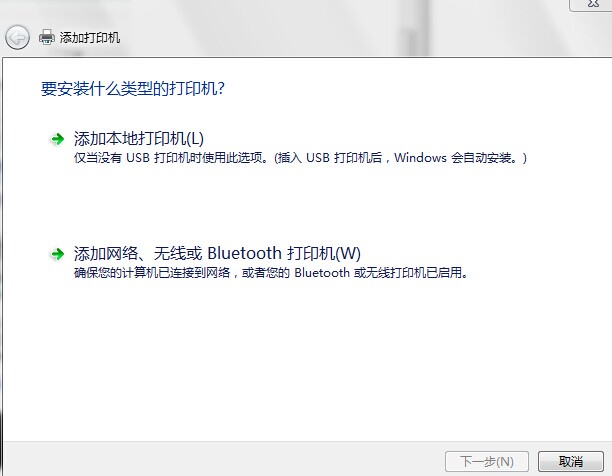 添加打印机
要安装什么类型的打印机?
添加本地打印机(L)
仅当没有 USB 打印机时使用此选项。(插入 USB 打印机后，Windows 会自动安装。)
添加网络、无线或 Bluetooth 打印机(W)
确保您的计算机已连接到网络，或者您的 Bluetooth 或无线打印机已启用。
下一步(N) 取消